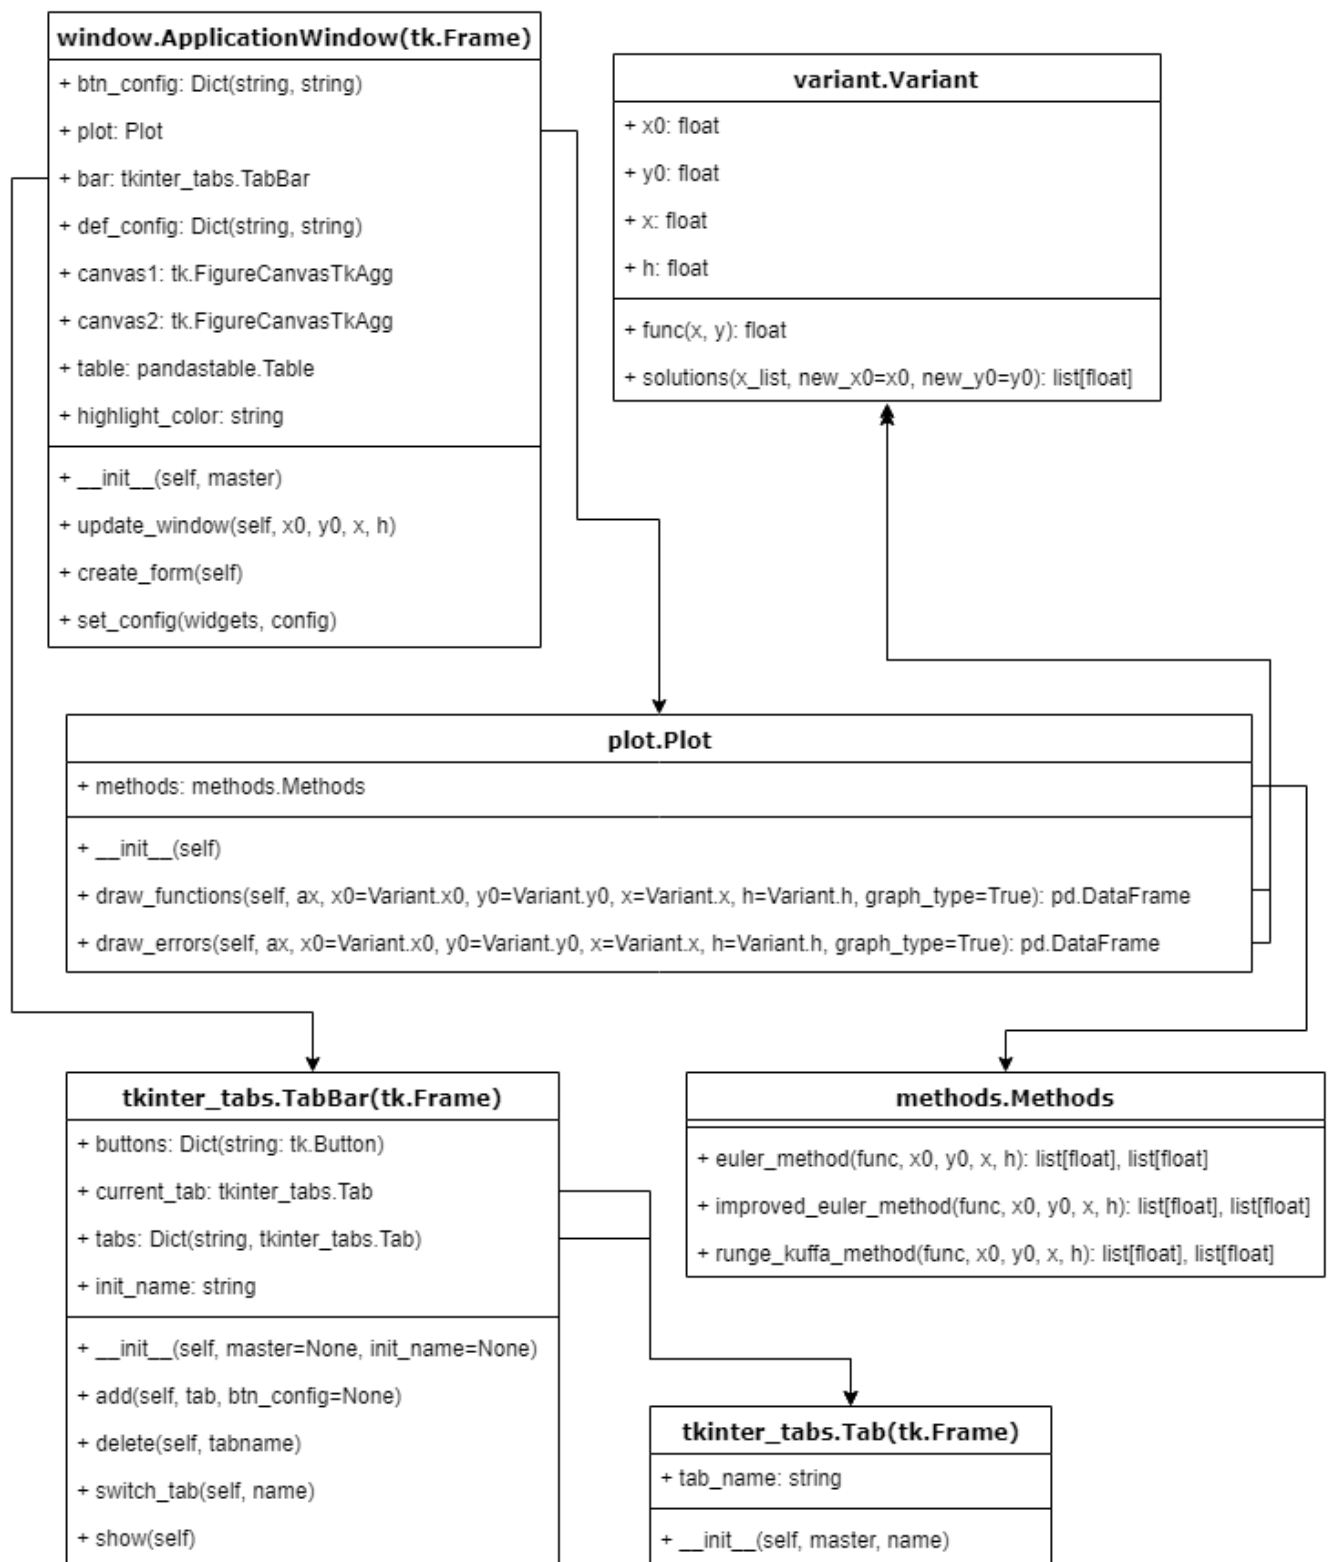 window.ApplicationWindow(tk.Frame)
+ btn_config: Dict(string, string)
+ plot: Plot
+ bar: tkinter_tabs.TabBar
+ def_config: Dict(string, string)
+ canvas1: tk.FigureCanvasTkAgg
+ canvas2: tk.FigureCanvasTkAgg
+ table: pandastable.Table
+ highlight_color: string
+ __init__(self, master)
+ update_window(self, x0, y0, x, h)
+ create_form(self)
+ set_config(widgets, config)
variant.Variant
+ x0: float
+ y0: float
+ x: float
+ h: float
+ func(x, y): float
+ solutions(x_list, new_x0=x0, new_y0=y0): list[float]
plot.Plot
+ methods: methods.Methods
+ __init__(self)
+ draw_functions(self, ax, x0=Variant.x0, y0=Variant.y0, x=Variant.x, h=Variant.h, graph_type=True): pd.DataFrame
+ draw_errors(self, ax, x0=Variant.x0, y0=Variant.y0, x=Variant.x, h=Variant.h, graph_type=True): pd.DataFrame
tkinter_tabs.TabBar(tk.Frame)
+ buttons: Dict(string: tk.Button)
+ current_tab: tkinter_tabs.Tab
+ tabs: Dict(string, tkinter_tabs.Tab)
+ init_name: string
+ __init__(self, master=None, init_name=None)
+ add(self, tab, btn_config=None)
+ delete(self, tabname)
+ switch_tab(self, name)
+ show(self)
methods.Methods
+ euler_method(func, x0, y0, x, h): list[float], list[float]
+ improved_euler_method(func, x0, y0, x, h): list[float], list[float]
+ runge_kuffa_method(func, x0, y0, x, h): list[float], list[float]
tkinter_tabs.Tab(tk.Frame)
+ tab_name: string
+ __init__(self, master, name)